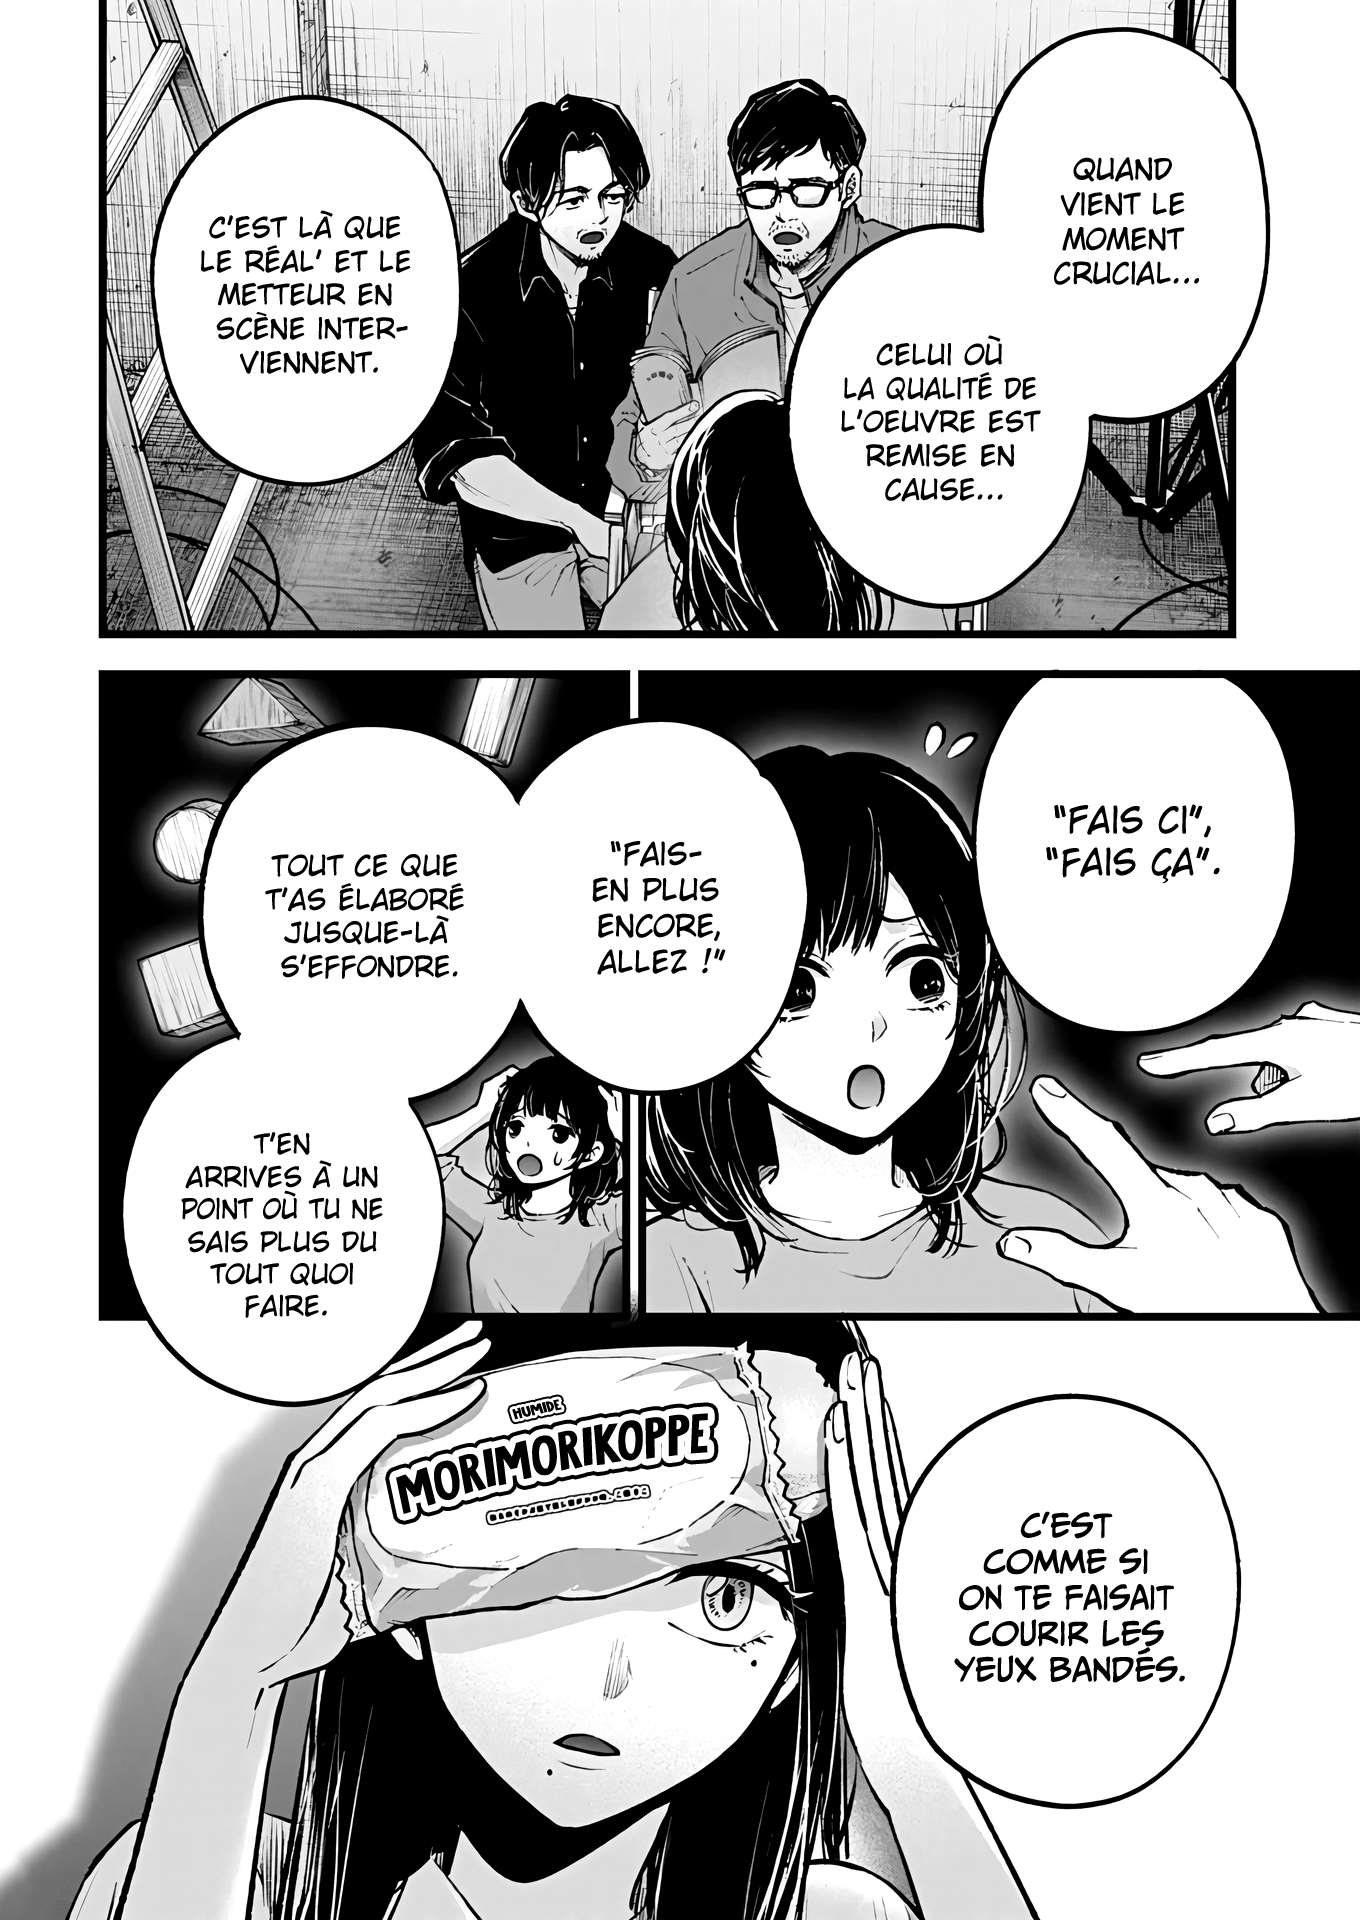 QUAND
VIENT LE
MOMENT
CRUCIAL...
CELUI OÙ
LA QUALITÉ DE
L'OEUVRE EST
REMISE EN
CAUSE...
C'EST LÀ QUE
LE RÉAL' ET LE
METTEUR EN
SCÈNE INTER-
VIENNENT.
"FAIS CI",
"FAIS ÇA".
"FAIS-
EN PLUS
ENCORE,
ALLEZ !"
TOUT CE QUE
T'AS ÉLABORÉ
JUSQUE-LÀ
S'EFFONDRE.
T'EN
ARRIVES À UN
POINT OÙ TU NE
SAIS PLUS DU
TOUT QUOI
FAIRE.
HUMIDE
MORIMORIKOPPE
C'EST
COMME SI
ON TE FAISAIT
COURIR LES
YEUX BANDÉS.